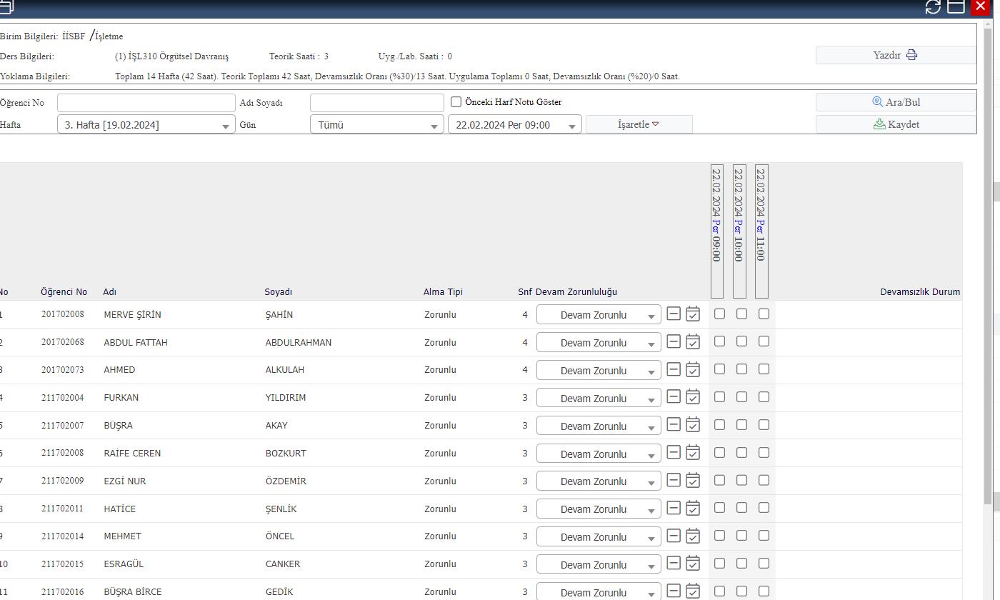 Birim Bilgileri: İİSBF /İşletme
Ders Bilgileri: (1) İŞL310 Örgütsel Davranış Teorik Saati : 3 Uyg./Lab. Saati : 0
Yazdır
Yoklama Bilgileri: Toplam 14 Hafta (42 Saat). Teorik Toplamı 42 Saat, Devamsızlık Oranı (%30)/13 Saat. Uygulama Toplamı 0 Saat, Devamsızlık Oranı (%20)/0 Saat.
Öğrenci No Adı Soyadı Önceki Harf Notu Göster Ara/Bul
Hafta 3. Hafta [19.02.2024] Gün Tümü 22.02.2024 Per 09:00 İşaretle Kaydet
22.02.2024 Per 09:00
22.02.2024 Per 10:00
22.02.2024 Per 11:00
No Öğrenci No Adı Soyadı Alma Tipi Snf Devam Zorunluluğu Devamsızlık Durum
1 201702008 MERVE ŞİRİN ŞAHİN Zorunlu 4 Devam Zorunlu
2 201702068 ABDUL FATTAH ABDULRAHMAN Zorunlu 4 Devam Zorunlu
3 201702073 AHMED ALKULAH Zorunlu 4 Devam Zorunlu
4 211702004 FURKAN YILDIRIM Zorunlu 3 Devam Zorunlu
5 211702007 BÜŞRA AKAY Zorunlu 3 Devam Zorunlu
6 211702008 RAİFE CEREN BOZKURT Zorunlu 3 Devam Zorunlu
7 211702009 EZGİ NUR ÖZDEMİR Zorunlu 3 Devam Zorunlu
8 211702011 HATİCE ŞENLİK Zorunlu 3 Devam Zorunlu
9 211702014 MEHMET ÖNCEL Zorunlu 3 Devam Zorunlu
10 211702015 ESRAGÜL CANKER Zorunlu 3 Devam Zorunlu
11 211702016 BÜŞRA BİRCE GEDİK Zorunlu 3 Devam Zorunlu